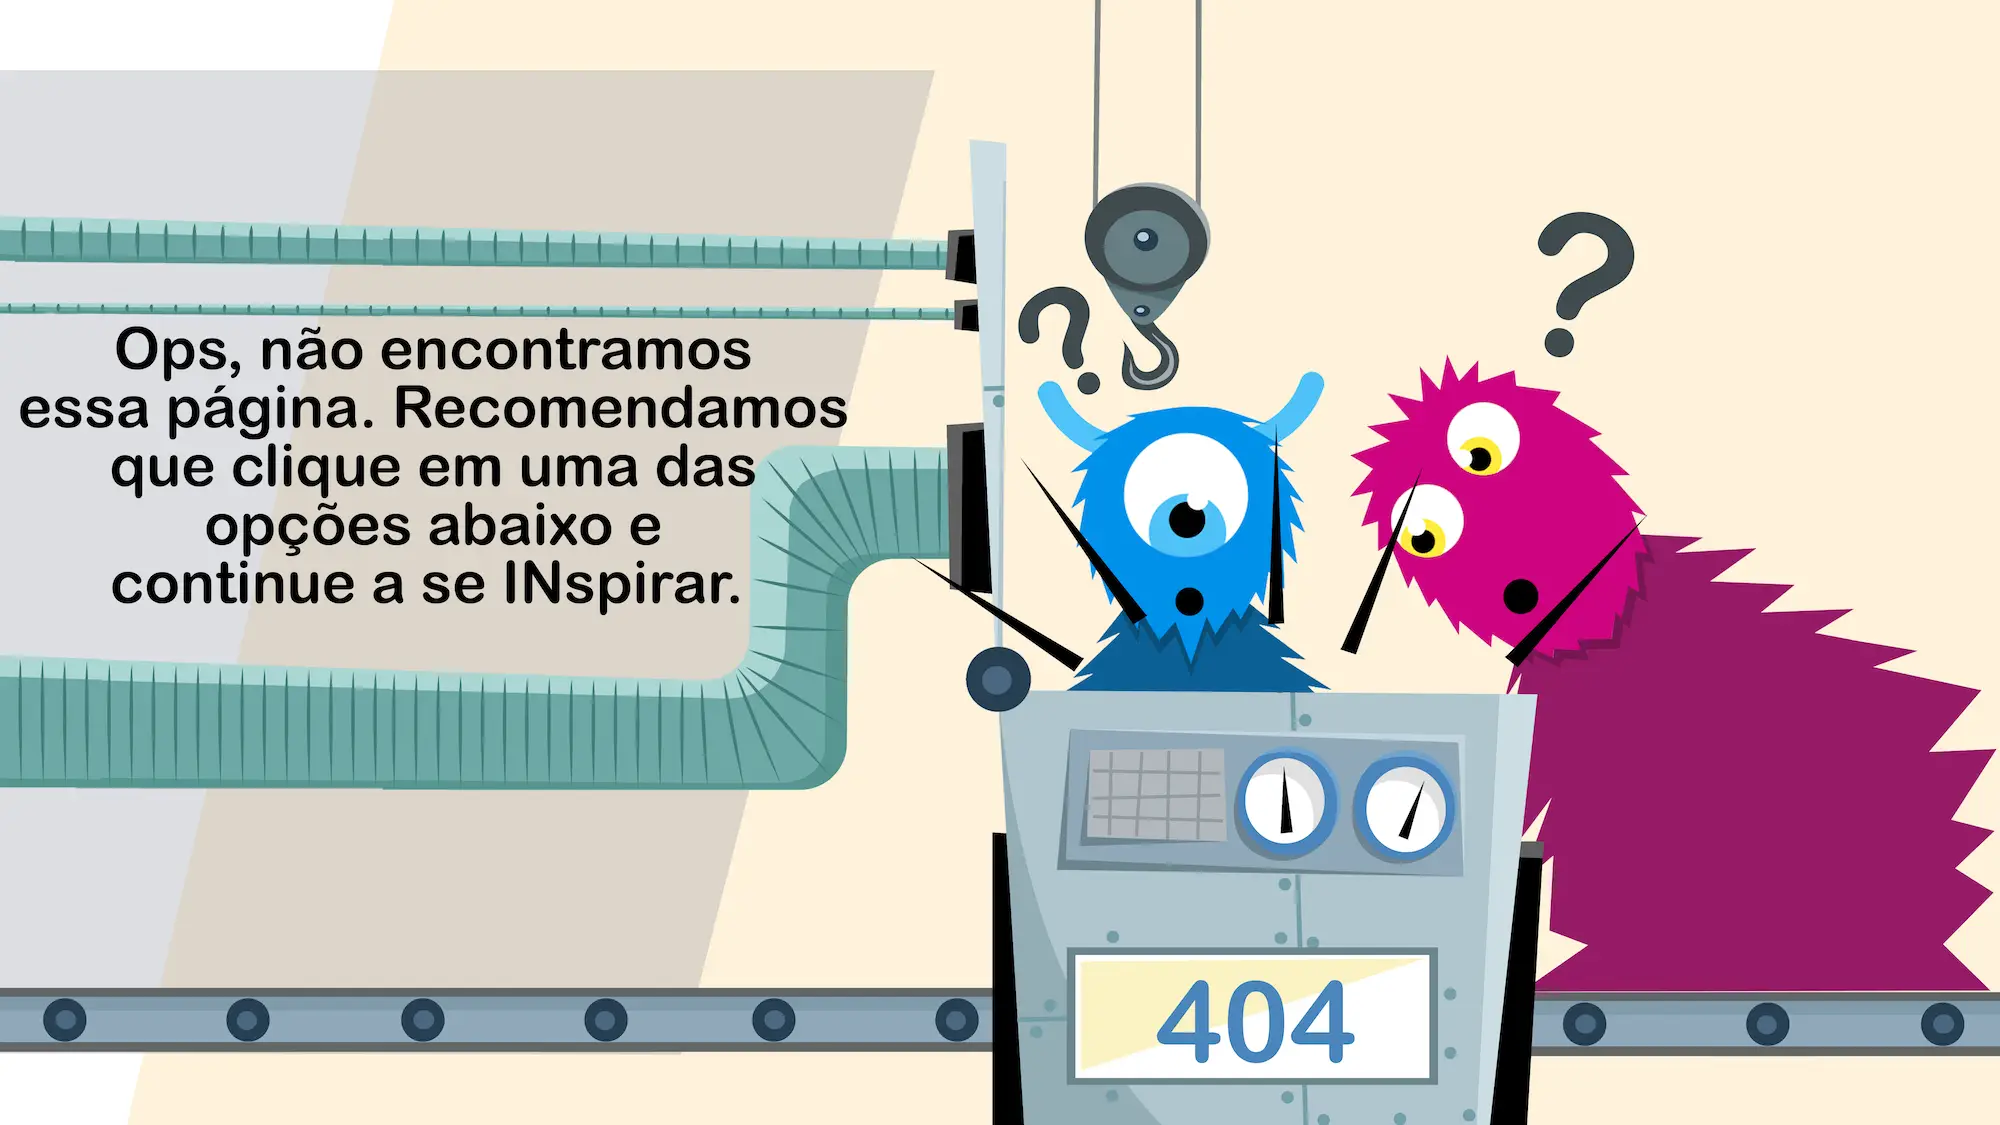 Ops, não encontramos
essa página. Recomendamos
que clique em uma das
opções abaixo e
continue a se INspirar.
?
?
404